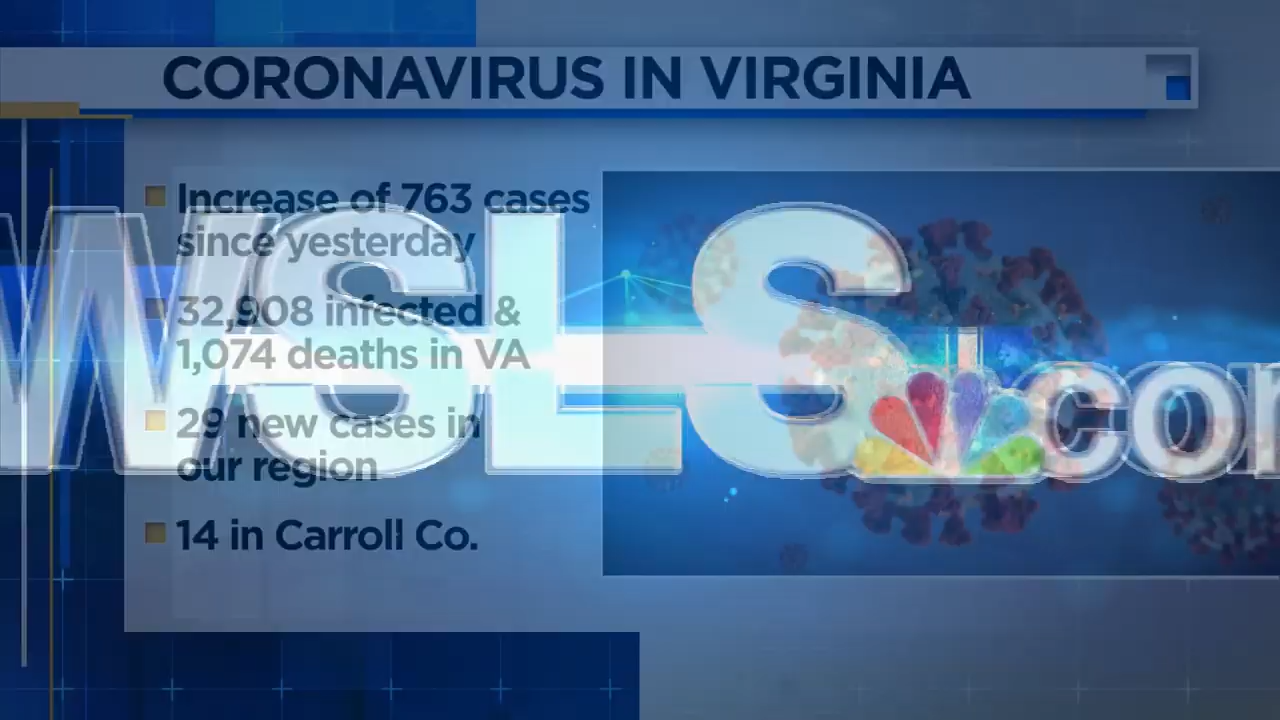 CORONAVIRUS IN VIRGINIA
Increase of 763 cases
since yesterday
32,908 infected &
1,074 deaths in VA
29 new cases in
our region
14 in Carroll Co.
WSLS